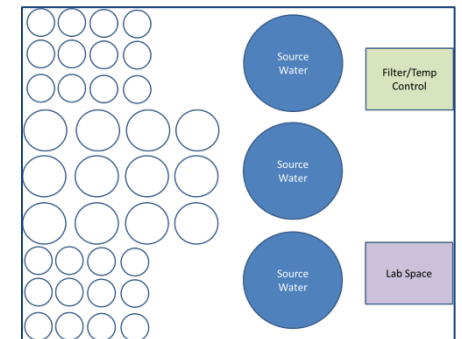 Source
Water
Filter/Temp
Control
Source
Water
Source
Water
Lab Space